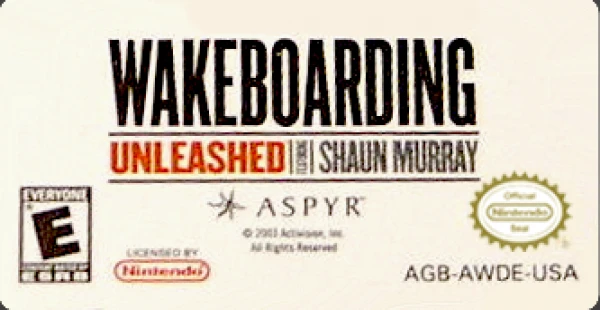 WAKEBOARDING
UNLEASHED FEATURING SHAUN MURRAY
EVERYONE
E
ESRB
ASPYR
© 2003 Activision, Inc.
All Rights Reserved
LICENSED BY
Nintendo
Official
Nintendo
Seal
AGB-AWDE-USA